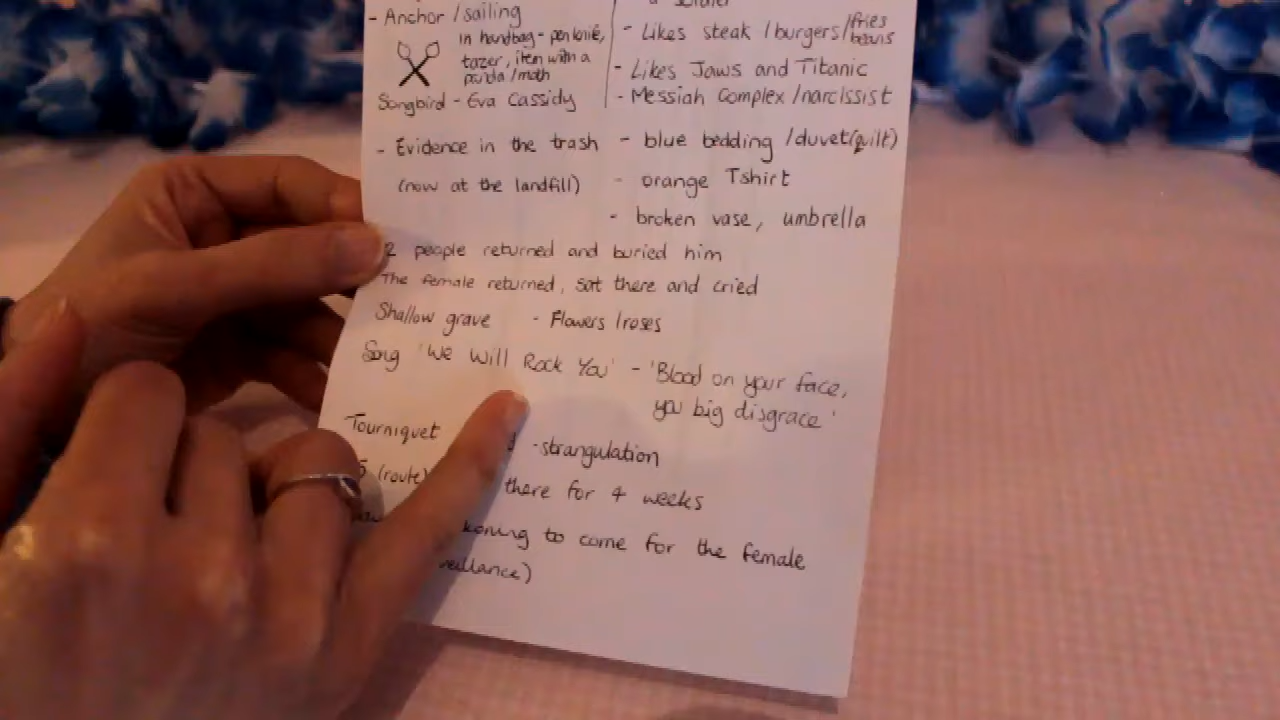 - Anchor /sailing
in handbag - penknife,
tazer, item with a
panda/moth
Songbird - Eva Cassidy
a soldier
- Likes steak /burgers/fries
beans
- Likes Jaws and Titanic
- Messiah Complex /narcissist
- Evidence in the trash - blue bedding /duvet(quilt)
(now at the landfill) - orange Tshirt
- broken vase, umbrella
2 people returned and buried him
The female returned, sat there and cried
Shallow grave - Flowers /roses
Song 'We Will Rock You' - 'Blood on your face,
you big disgrace'
Tourniquet - strangulation
(route) there for 4 weeks
to come for the female